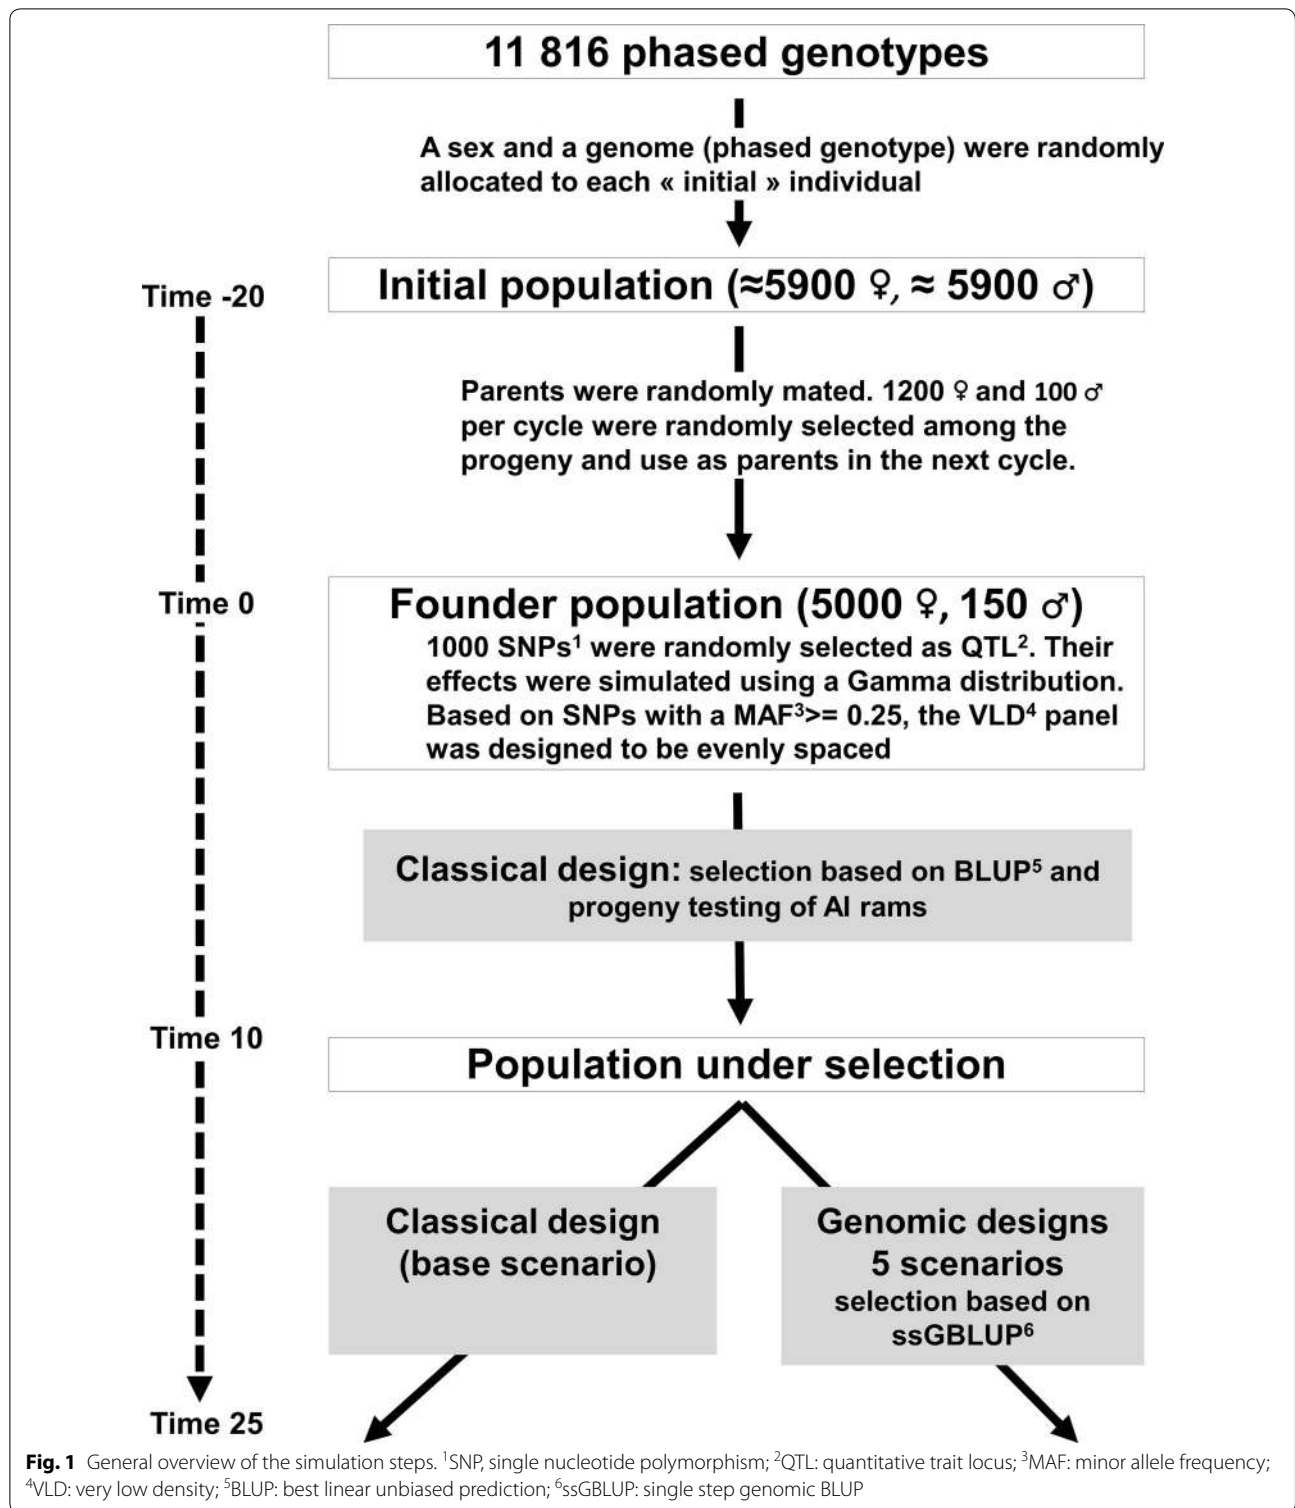 11 816 phased genotypes
A sex and a genome (phased genotype) were randomly
allocated to each « initial » individual
Time -20
Initial population (≈5900 ♀, ≈ 5900 ♂)
Parents were randomly mated. 1200 ♀ and 100 ♂
per cycle were randomly selected among the
progeny and use as parents in the next cycle.
Time 0
Founder population (5000 ♀, 150 ♂)
1000 SNPs¹ were randomly selected as QTL². Their
effects were simulated using a Gamma distribution.
Based on SNPs with a MAF³>= 0.25, the VLD⁴ panel
was designed to be evenly spaced
Classical design: selection based on BLUP⁵ and
progeny testing of AI rams
Time 10
Population under selection
Classical design
(base scenario)
Genomic designs
5 scenarios
selection based on
ssGBLUP⁶
Time 25
Fig. 1 General overview of the simulation steps. ¹SNP, single nucleotide polymorphism; ²QTL: quantitative trait locus; ³MAF: minor allele frequency;
⁴VLD: very low density; ⁵BLUP: best linear unbiased prediction; ⁶ssGBLUP: single step genomic BLUP